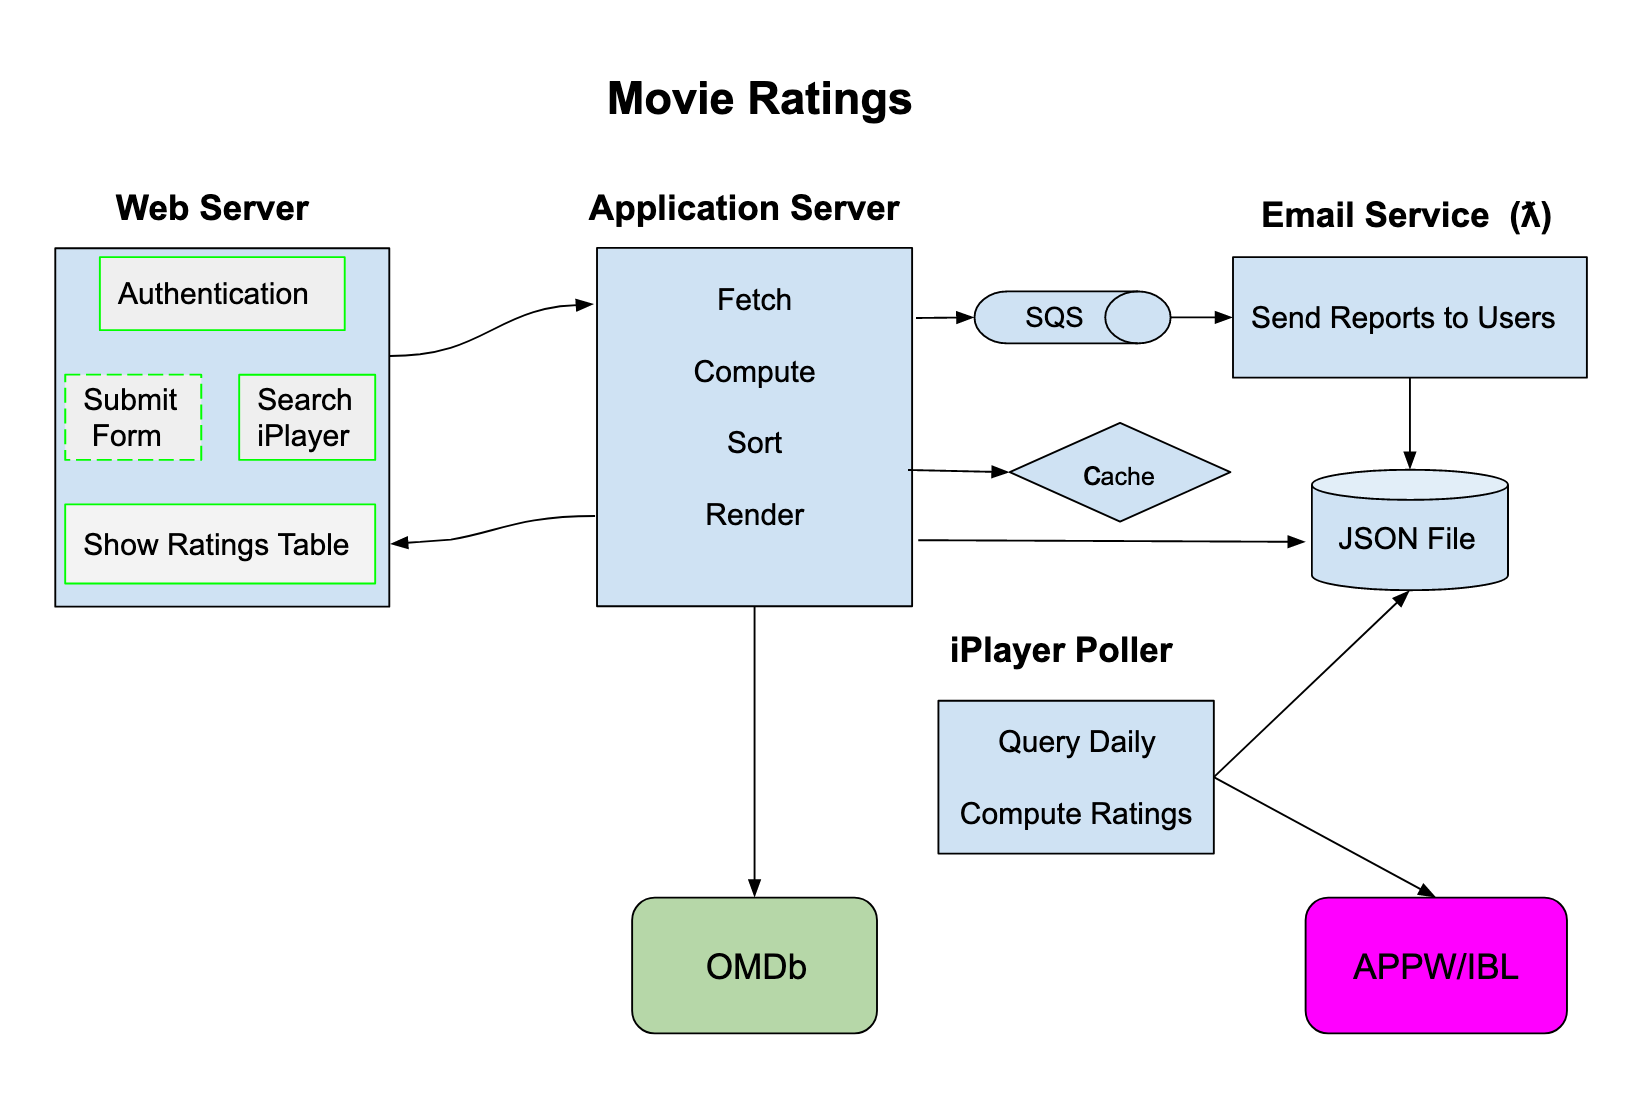 Movie Ratings
Web Server
Authentication
Submit
Form
Search
iPlayer
Show Ratings Table
Application Server
Fetch
Compute
Sort
Render
SQS
Cache
Email Service (ƛ)
Send Reports to Users
JSON File
iPlayer Poller
Query Daily
Compute Ratings
OMDb
APPW/IBL